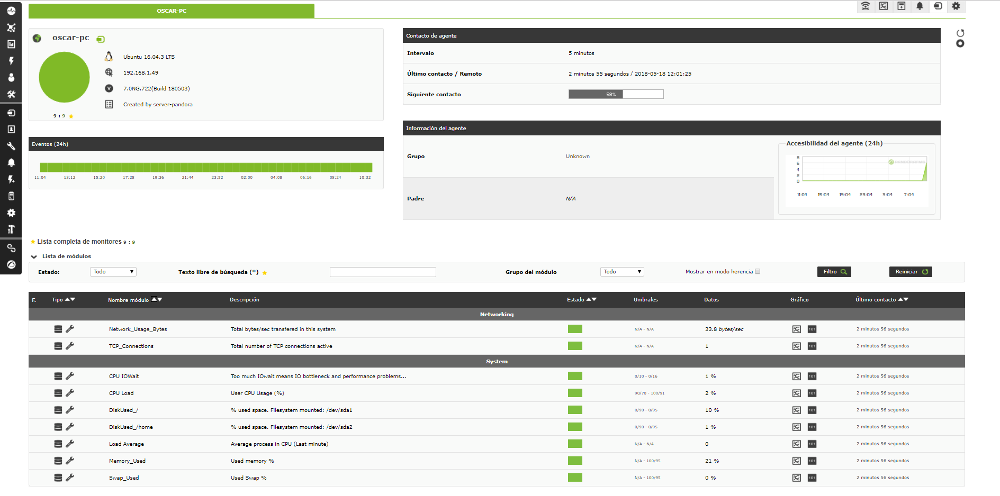 OSCAR-PC
oscar-pc
Ubuntu 16.04.3 LTS
192.168.1.49
7.0NG.722(Build 180503)
Created by server-pandora
9 : 9
Eventos (24h)
11:04 13:12 15:20 17:28 19:36 21:44 23:52 02:00 04:08 06:16 08:24 10:32
Contacto de agente
Intervalo 5 minutos
Último contacto / Remoto 2 minutos 55 segundos / 2018-05-18 12:01:25
Siguiente contacto 58%
Información del agente
Grupo Unknown
Padre N/A
Accesibilidad del agente (24h)
8
6
4
2
0
11:04 15:04 19:04 23:04 3:04 7:04
Lista completa de monitores 9 : 9
Lista de módulos
Estado: Todo Texto libre de búsqueda (*) Grupo del módulo Todo Mostrar en modo herencia Filtro Reiniciar
F. Tipo Nombre módulo Descripción Estado Umbrales Datos Gráfico Último contacto
Networking
Network_Usage_Bytes Total bytes/sec transfered in this system N/A - N/A 33.8 bytes/sec 101 2 minutos 56 segundos
TCP_Connections Total number of TCP connections active N/A - N/A 1 101 2 minutos 56 segundos
System
CPU IOWait Too much IOwait means IO bottleneck and performance problems... 0/10 - 0/16 1 % 101 2 minutos 56 segundos
CPU Load User CPU Usage (%) 90/70 - 100/91 2 % 101 2 minutos 56 segundos
DiskUsed_/ % used space. Filesystem mounted: /dev/sda1 0/90 - 0/95 10 % 101 2 minutos 56 segundos
DiskUsed_/home % used space. Filesystem mounted: /dev/sda2 0/90 - 0/95 1 % 101 2 minutos 56 segundos
Load Average Average process in CPU (Last minute) N/A - N/A 0 101 2 minutos 56 segundos
Memory_Used Used memory % N/A - 100/95 21 % 101 2 minutos 56 segundos
Swap_Used Used Swap % N/A - 100/95 0 % 101 2 minutos 56 segundos